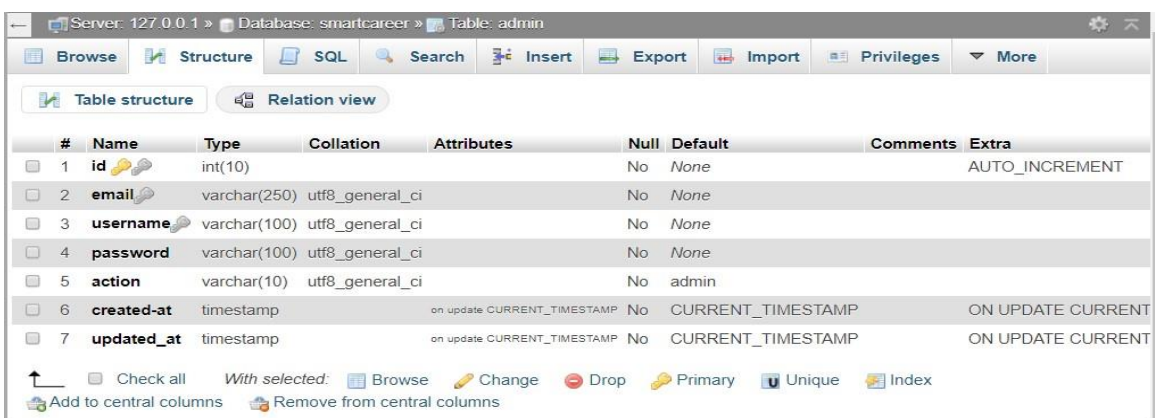 Server: 127.0.0.1 » Database: smartcareer » Table: admin
Browse Structure SQL Search Insert Export Import Privileges More
Table structure Relation view
# Name Type Collation Attributes Null Default Comments Extra
1 id int(10) No None AUTO_INCREMENT
2 email varchar(250) utf8_general_ci No None
3 username varchar(100) utf8_general_ci No None
4 password varchar(100) utf8_general_ci No None
5 action varchar(10) utf8_general_ci No admin
6 created-at timestamp on update CURRENT_TIMESTAMP No CURRENT_TIMESTAMP ON UPDATE CURRENT
7 updated_at timestamp on update CURRENT_TIMESTAMP No CURRENT_TIMESTAMP ON UPDATE CURRENT
Check all With selected: Browse Change Drop Primary Unique Index
Add to central columns Remove from central columns